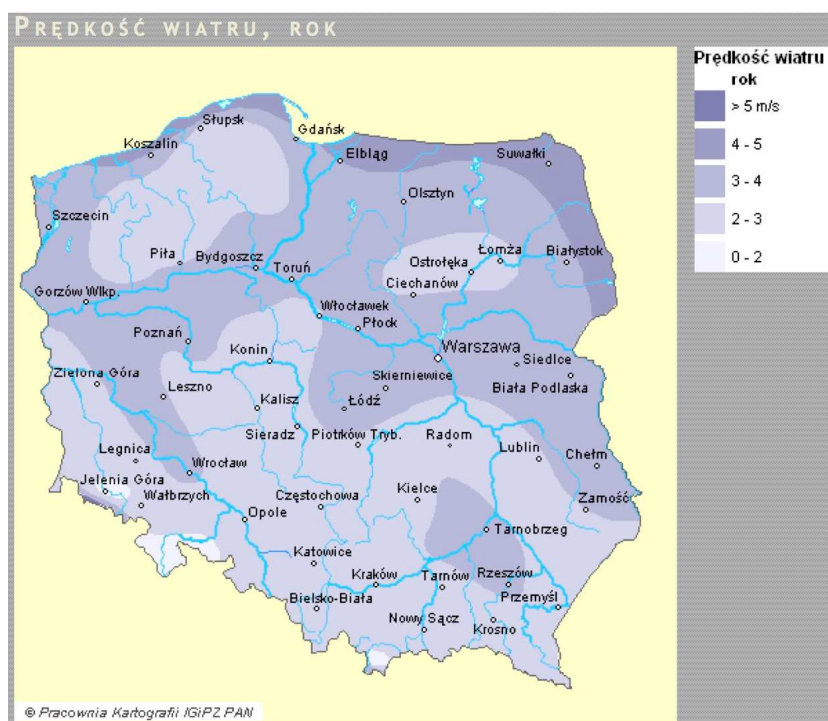 PRĘDKOŚĆ WIATRU, ROK
Prędkość wiatru
rok
> 5 m/s
4 - 5
3 - 4
2 - 3
0 - 2
Słupsk
Gdańsk
Koszalin
Elbląg
Suwałki
Olsztyn
Szczecin
Piła
Bydgoszcz
Toruń
Ostrołęka
Łomża
Białystok
Ciechanów
Gorzów Wlkp.
Włocławek
Płock
Poznań
Konin
Warszawa
Siedlce
Zielona Góra
Leszno
Kalisz
Skierniewice
Biała Podlaska
Łódź
Sieradz
Piotrków Tryb.
Radom
Lublin
Chełm
Legnica
Wrocław
Jelenia Góra
Wałbrzych
Częstochowa
Kielce
Zamość
Opole
Tarnobrzeg
Katowice
Kraków
Tarnów
Rzeszów
Bielsko-Biała
Przemyśl
Nowy Sącz
Krosno
© Pracownia Kartografii IGiPZ PAN